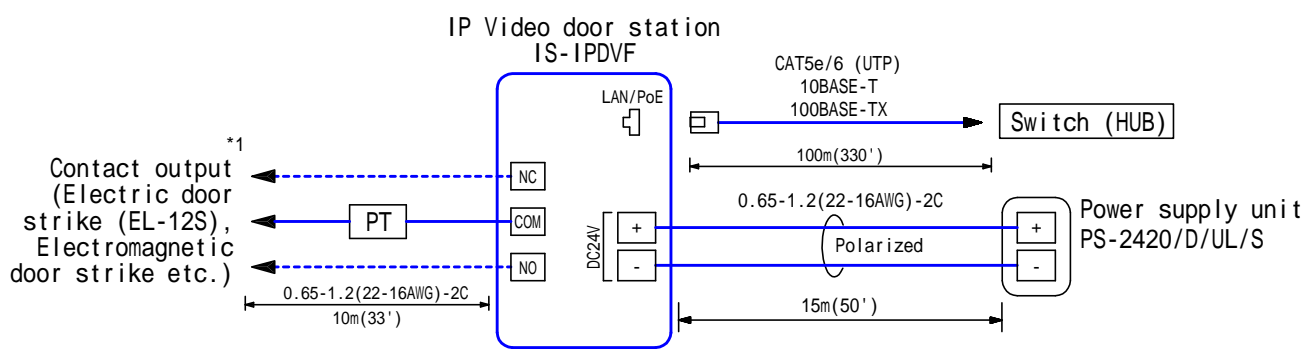 IP Video door station
IS-IPDVF
LAN/PoE
CAT5e/6 (UTP)
10BASE-T
100BASE-TX
Switch (HUB)
100m(330')
*1
Contact output
(Electric door
strike (EL-12S),
Electromagnetic
door strike etc.)
NC
PT
COM
NO
0.65-1.2(22-16AWG)-2C
10m(33')
DC24V
+
-
0.65-1.2(22-16AWG)-2C
Polarized
+
-
Power supply unit
PS-2420/D/UL/S
15m(50')